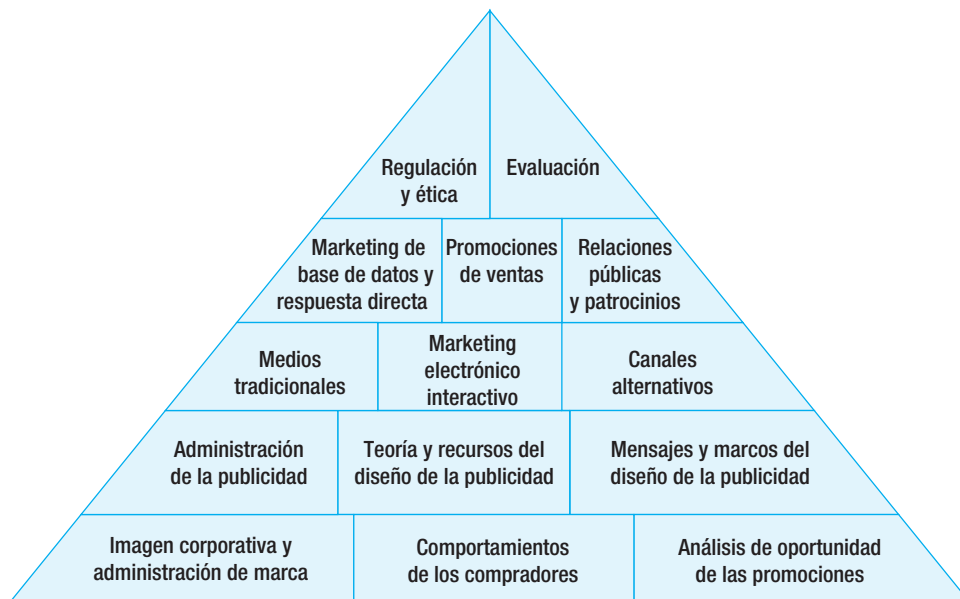 Regulación
y ética
Evaluación
Marketing de
base de datos y
respuesta directa
Promociones
de ventas
Relaciones
públicas
y patrocinios
Medios
tradicionales
Marketing
electrónico
interactivo
Canales
alternativos
Administración
de la publicidad
Teoría y recursos del
diseño de la publicidad
Mensajes y marcos del
diseño de la publicidad
Imagen corporativa y
administración de marca
Comportamientos
de los compradores
Análisis de oportunidad
de las promociones